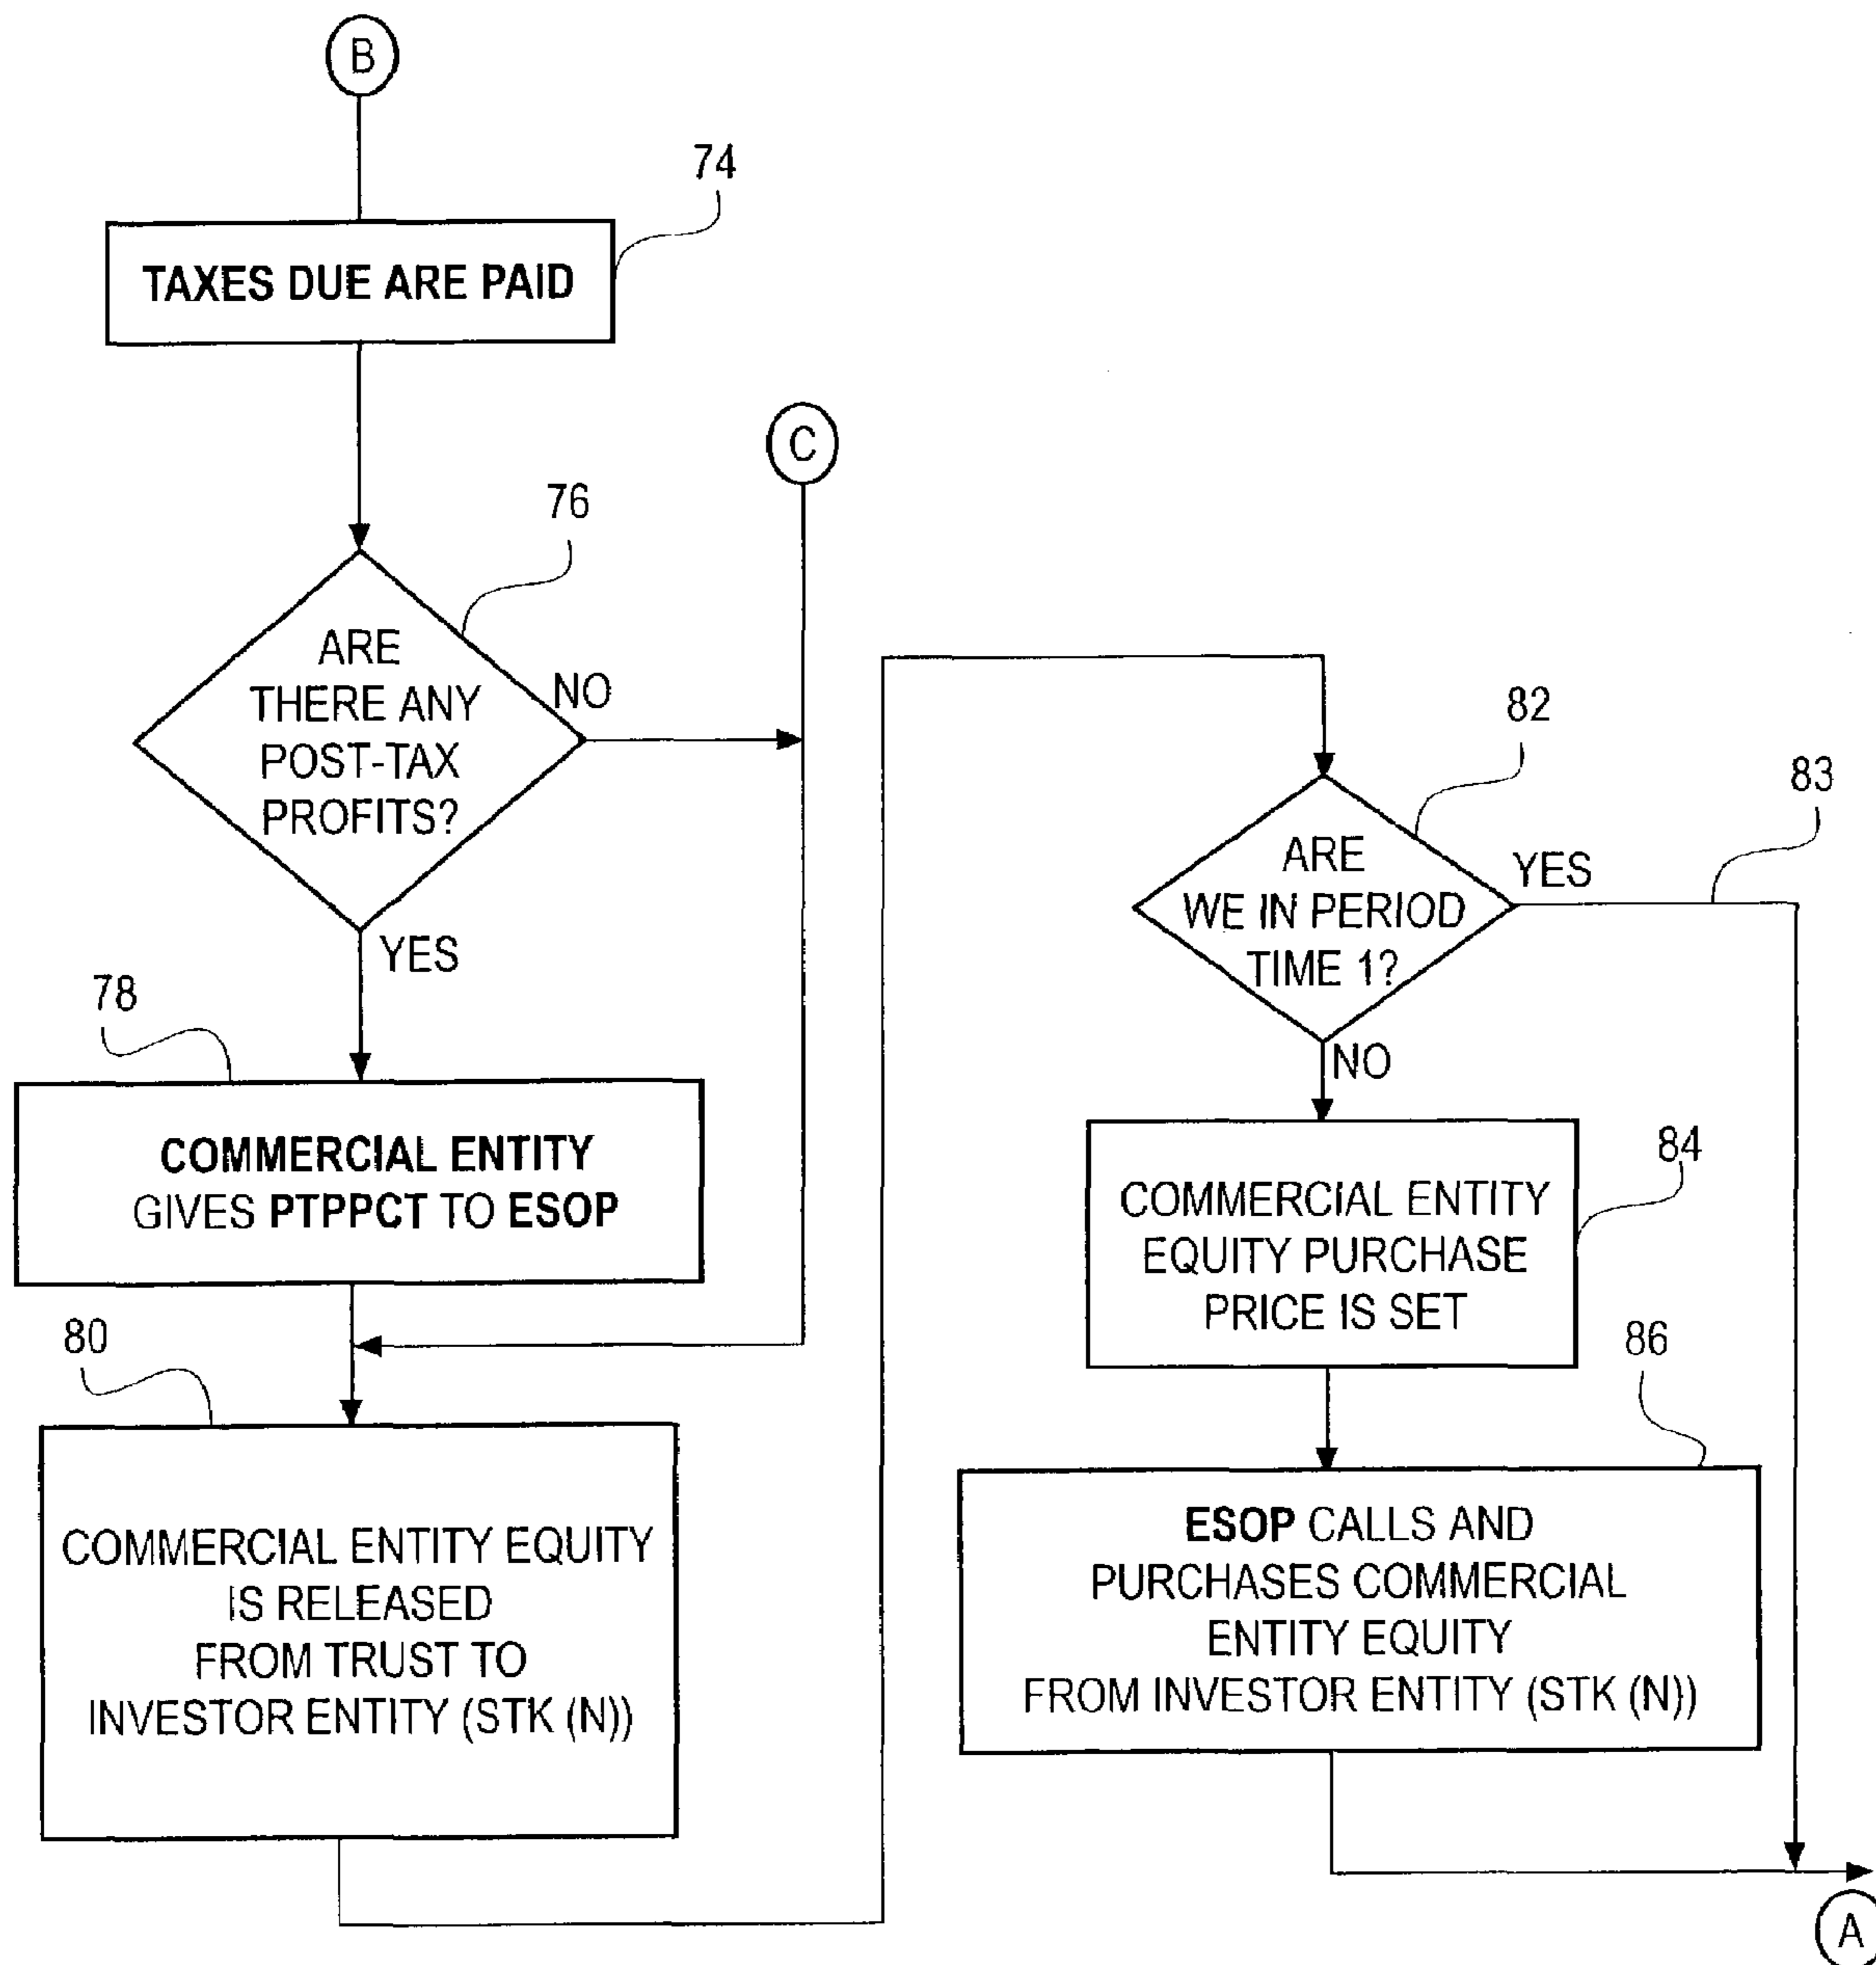 B
74
TAXES DUE ARE PAID
C
76
ARE
THERE ANY
POST-TAX
PROFITS?
NO
YES
78
COMMERCIAL ENTITY
GIVES PTPPCT TO ESOP
80
COMMERCIAL ENTITY EQUITY
IS RELEASED
FROM TRUST TO
INVESTOR ENTITY (STK (N))
82
83
ARE
WE IN PERIOD
TIME 1?
YES
NO
84
COMMERCIAL ENTITY
EQUITY PURCHASE
PRICE IS SET
86
ESOP CALLS AND
PURCHASES COMMERCIAL
ENTITY EQUITY
FROM INVESTOR ENTITY (STK (N))
A